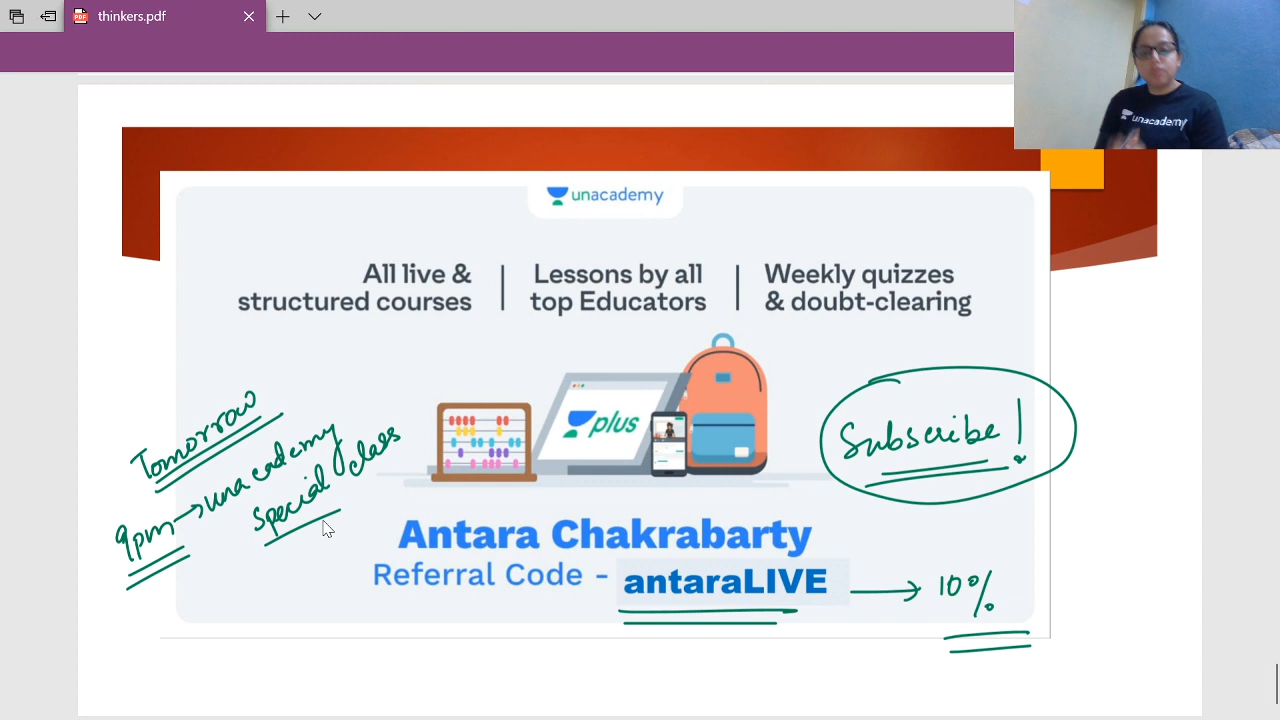 thinkers.pdf
unacademy
unacademy
All live &
structured courses
Lessons by all
top Educators
Weekly quizzes
& doubt-clearing
plus
Tomorrow
9pm → unacademy
special class
Subscribe!
Antara Chakrabarty
Referral Code - antaraLIVE → 10%